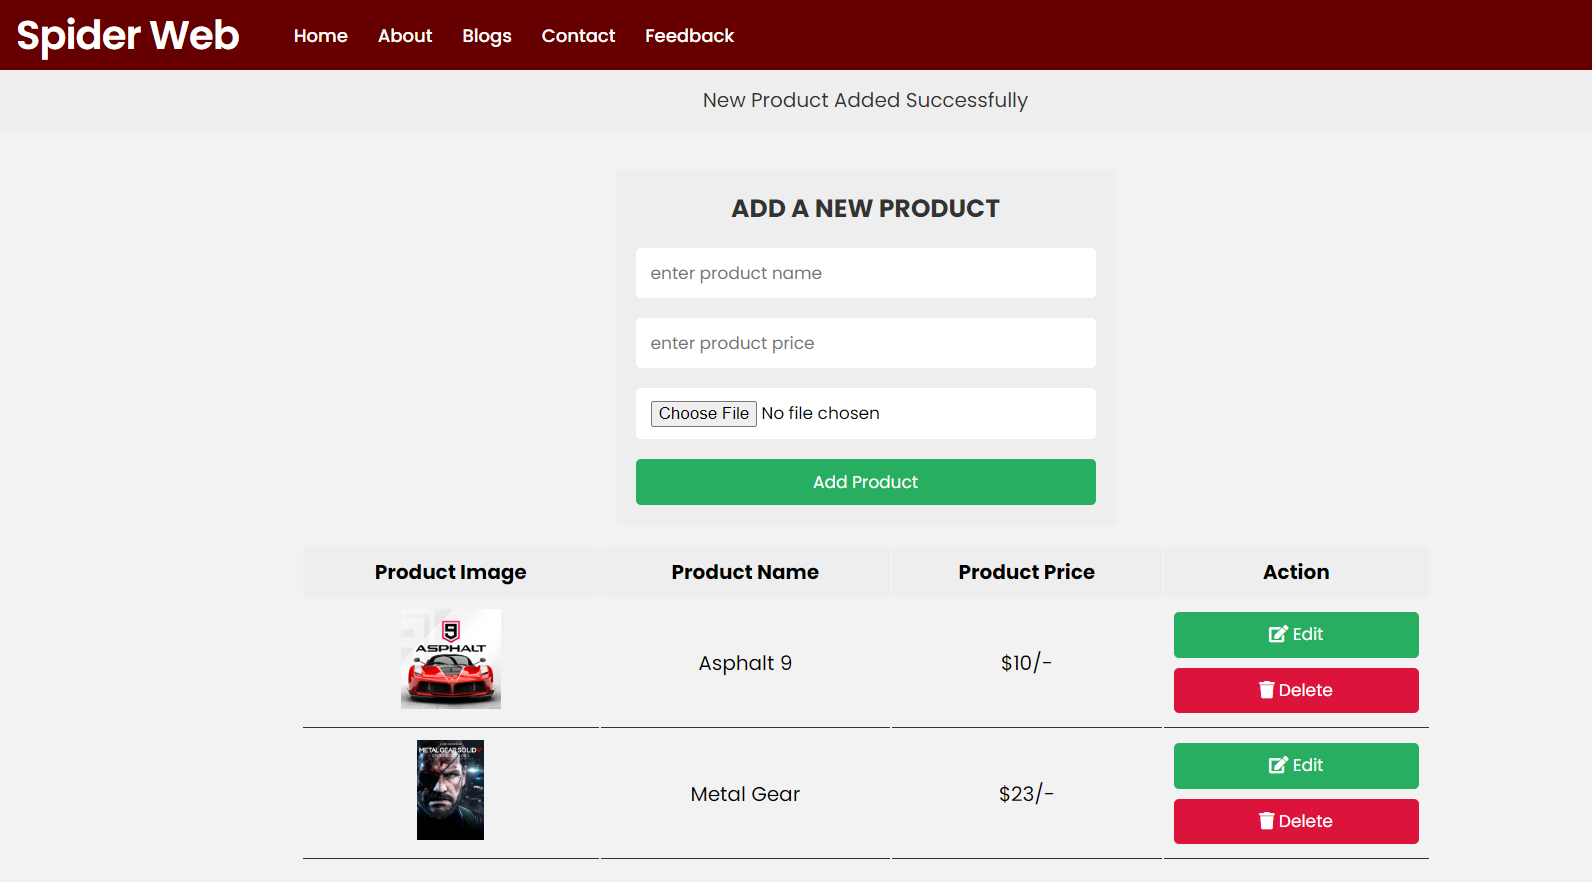 Spider Web Home About Blogs Contact Feedback
New Product Added Successfully
ADD A NEW PRODUCT
enter product name
enter product price
Choose File No file chosen
Add Product
Product Image Product Name Product Price Action
9
ASPHALT
Asphalt 9 $10/-
Edit
Delete
METAL GEAR SOLID V
Metal Gear $23/-
Edit
Delete